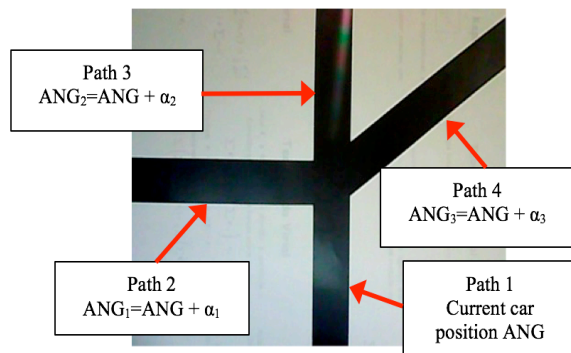 Path 3
ANG₂=ANG + α₂
Path 4
ANG₃=ANG + α₃
Path 2
ANG₁=ANG + α₁
Path 1
Current car
position ANG